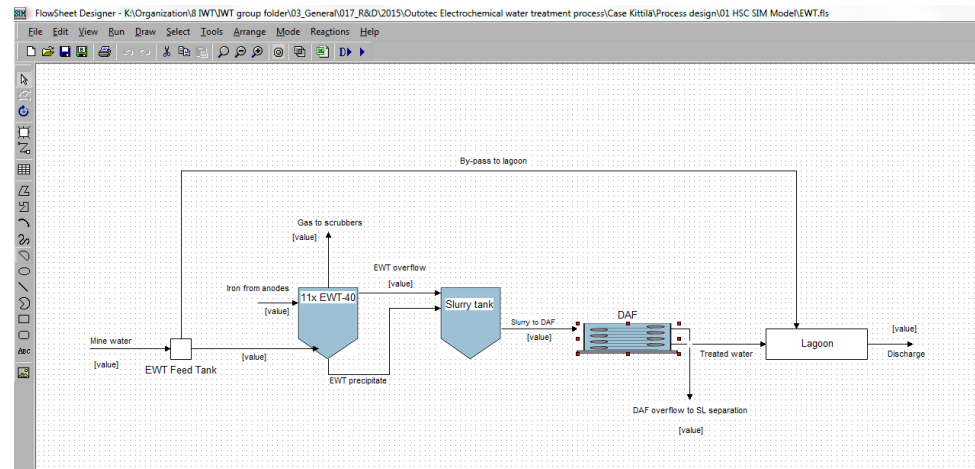 SIM FlowSheet Designer - K:\Organization\8 IWT\IWT group folder\03_General\017_R&D\2015\Outotec Electrochemical water treatment process\Case Kittilä\Process design\01 HSC SIM Model\EWT.fls
File Edit View Run Draw Select Tools Arrange Mode Reactions Help
D
ABC
By-pass to lagoon
Gas to scrubbers
[value]
EWT overflow
[value]
Iron from anodes
[value]
11x EWT-40
Slurry tank
Slurry to DAF
[value]
DAF
[value]
Discharge
Lagoon
Treated water
Mine water
[value]
EWT Feed Tank
[value]
EWT precipitate
DAF overflow to SL separation
[value]